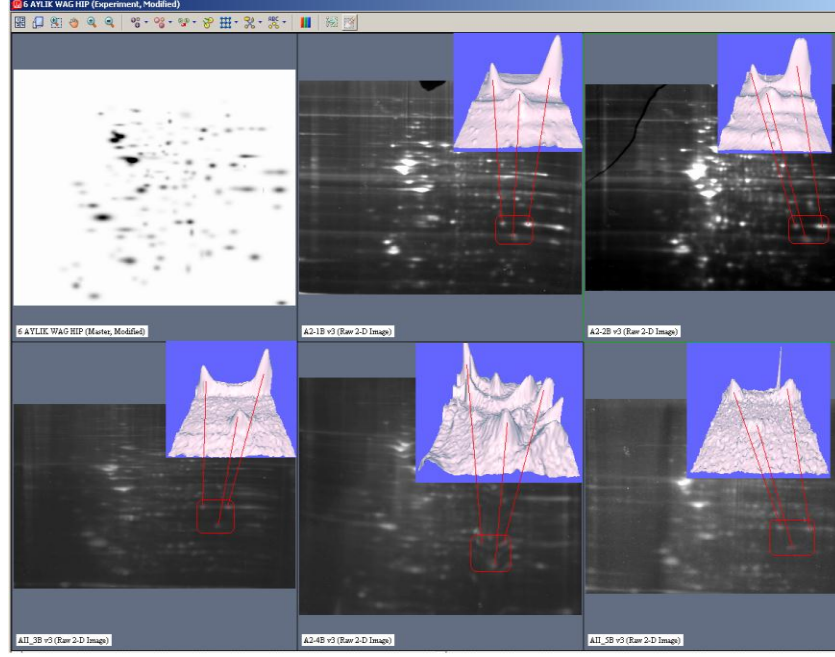 6 AYLIK WAG HIP (Experiment, Modified)
ABC
6 AYLIK WAG HIP (Master, Modified)
A2-1B v3 (Raw 2-D Image)
A2-2B v3 (Raw 2-D Image)
AII_3B v3 (Raw 2-D Image)
A2-4B v3 (Raw 2-D Image)
AII_5B v3 (Raw 2-D Image)